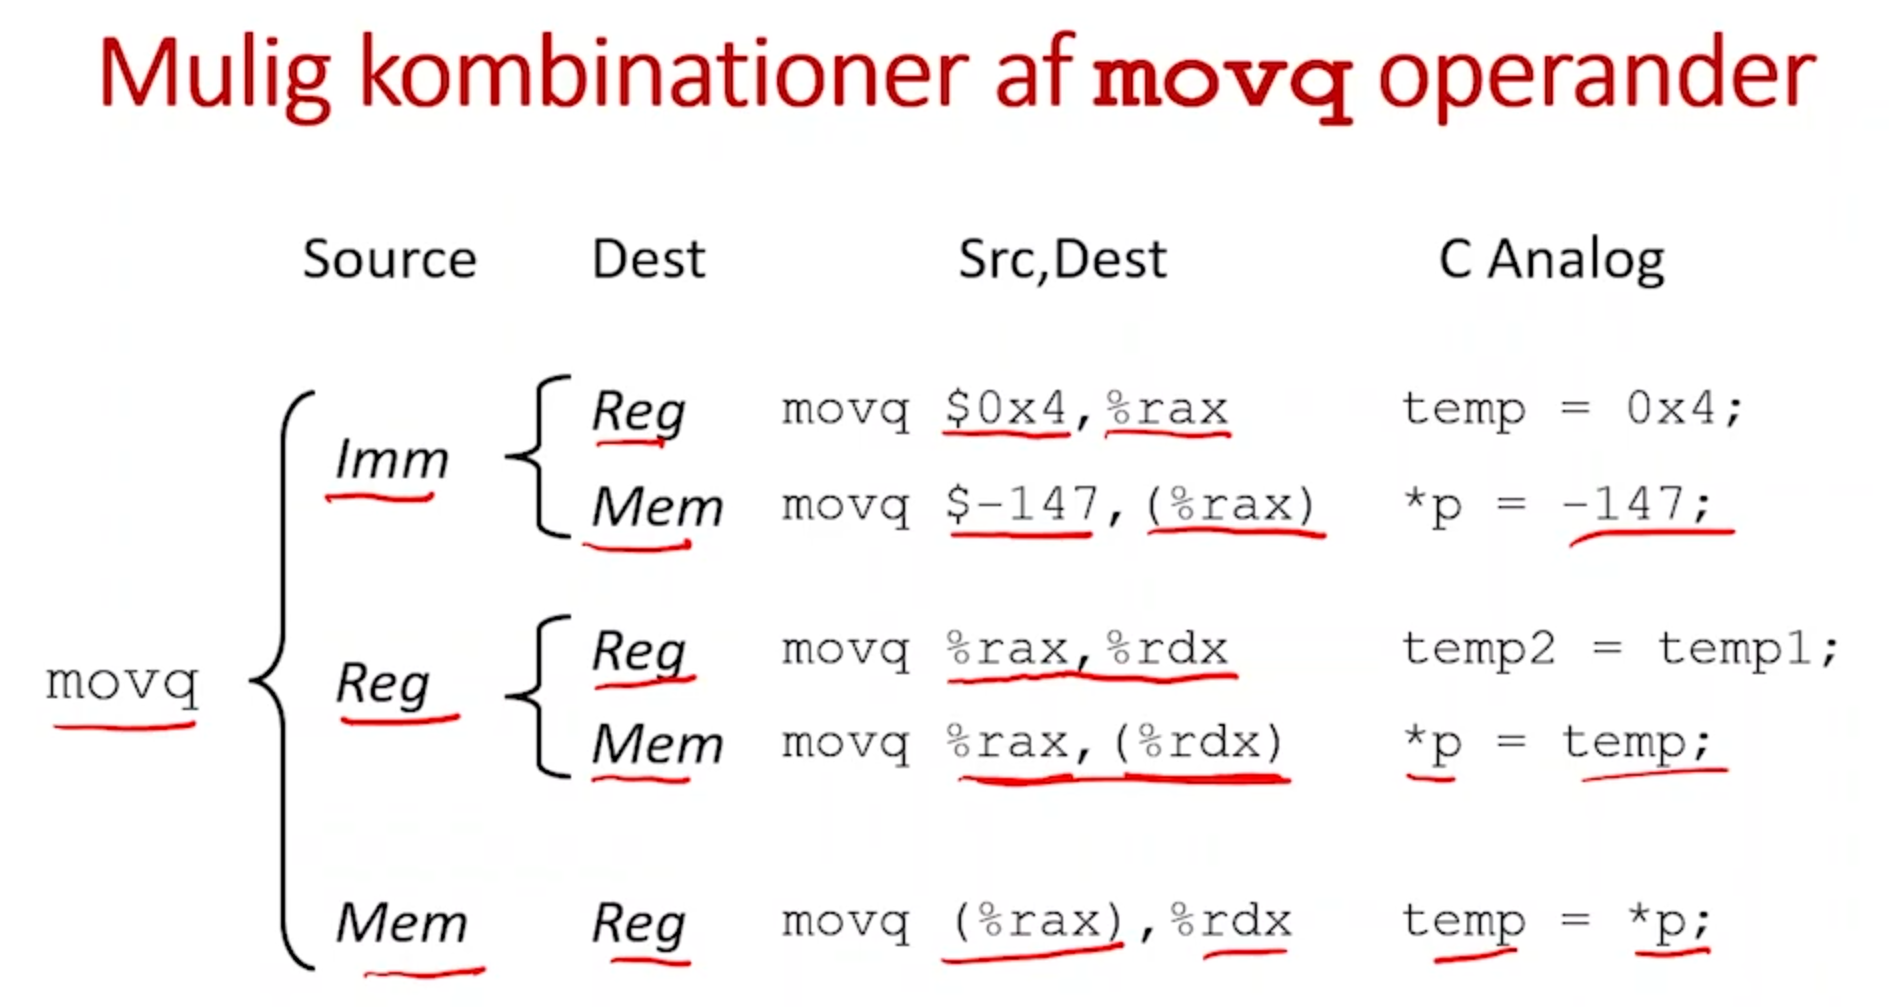 Mulig kombinationer af movq operander
Source Dest Src,Dest C Analog
Reg movq $0x4,%rax temp = 0x4;
Imm
Mem movq $-147,(%rax) *p = -147;
Reg movq %rax,%rdx temp2 = temp1;
movq Reg
Mem movq %rax,(%rdx) *p = temp;
Mem Reg movq (%rax),%rdx temp = *p;